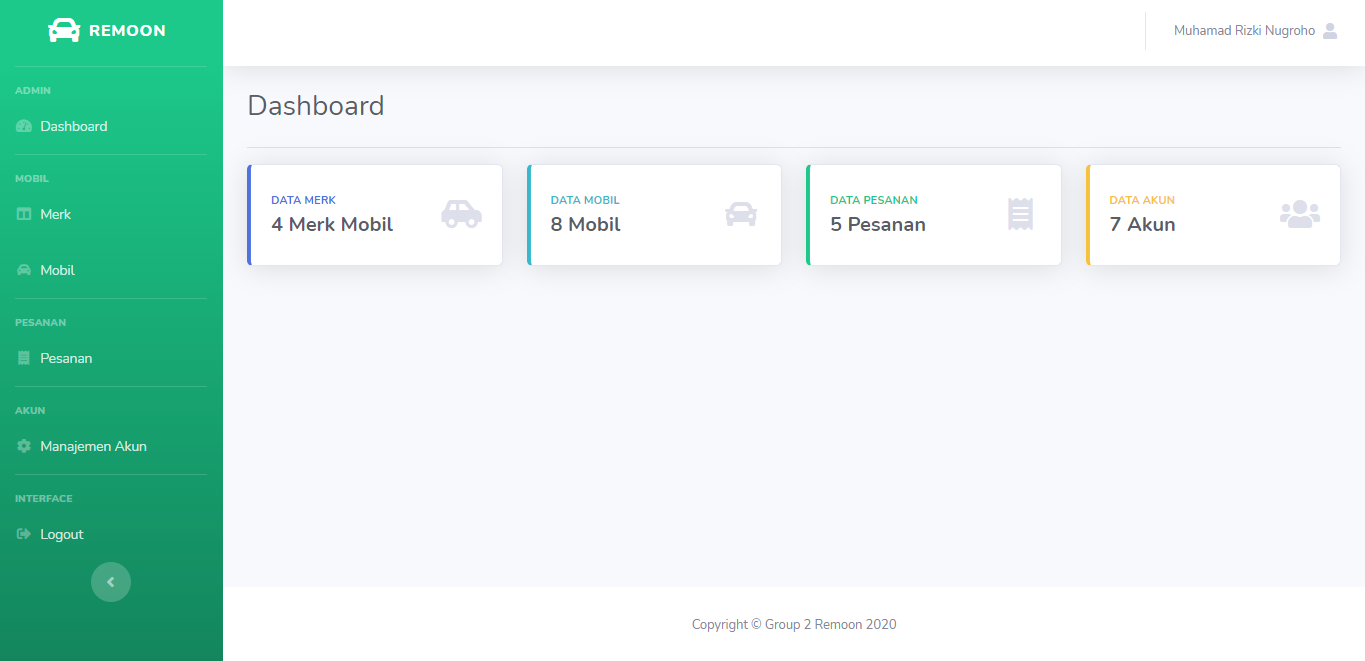 REMOON
Muhamad Rizki Nugroho
ADMIN
Dashboard
MOBIL
Merk
Mobil
PESANAN
Pesanan
AKUN
Manajemen Akun
INTERFACE
Logout
Dashboard
DATA MERK
4 Merk Mobil
DATA MOBIL
8 Mobil
DATA PESANAN
5 Pesanan
DATA AKUN
7 Akun
Copyright © Group 2 Remoon 2020